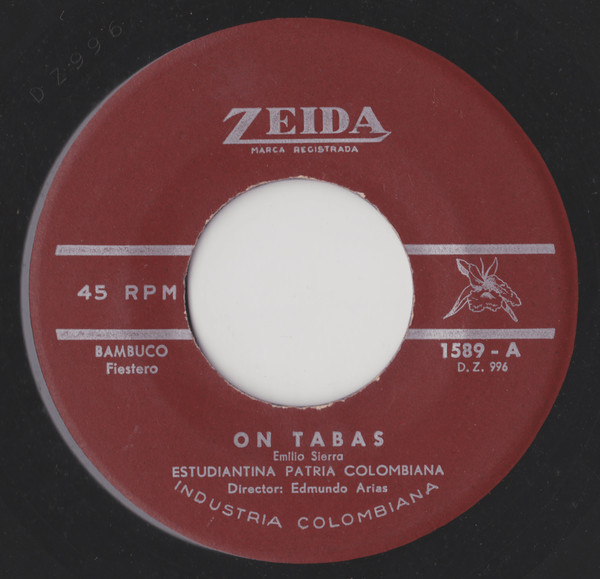 DZ996
ZEIDA
MARCA REGISTRADA
45 RPM
BAMBUCO
Fiestero
1589 - A
D. Z. 996
ON TABAS
Emilio Sierra
ESTUDIANTINA PATRIA COLOMBIANA
Director: Edmundo Arias
INDUSTRIA COLOMBIANA